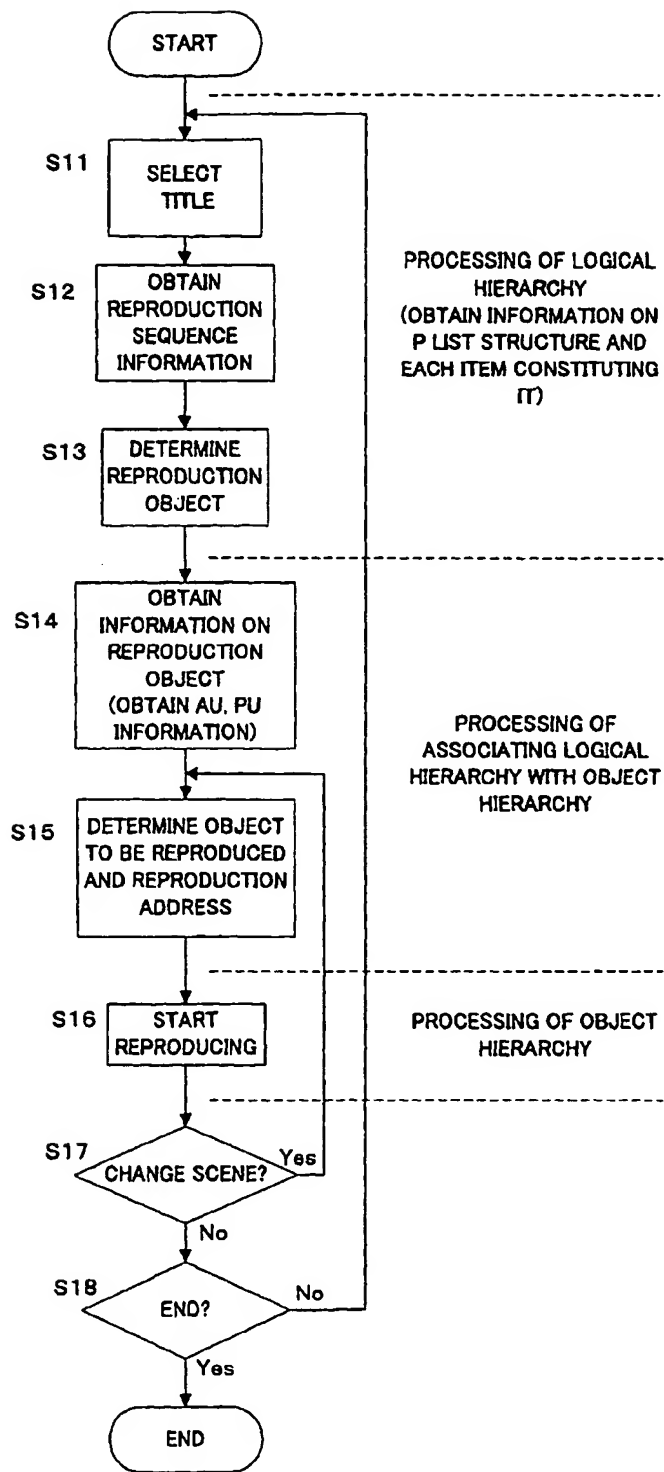 START
S11
SELECT
TITLE
S12
OBTAIN
REPRODUCTION
SEQUENCE
INFORMATION
PROCESSING OF LOGICAL
HIERARCHY
(OBTAIN INFORMATION ON
P LIST STRUCTURE AND
EACH ITEM CONSTITUTING
IT)
S13
DETERMINE
REPRODUCTION
OBJECT
S14
OBTAIN
INFORMATION ON
REPRODUCTION
OBJECT
(OBTAIN AU, PU
INFORMATION)
PROCESSING OF
ASSOCIATING LOGICAL
HIERARCHY WITH OBJECT
HIERARCHY
S15
DETERMINE OBJECT
TO BE REPRODUCED
AND REPRODUCTION
ADDRESS
S16
START
REPRODUCING
PROCESSING OF OBJECT
HIERARCHY
S17
CHANGE SCENE?
Yes
No
S18
END?
No
Yes
END